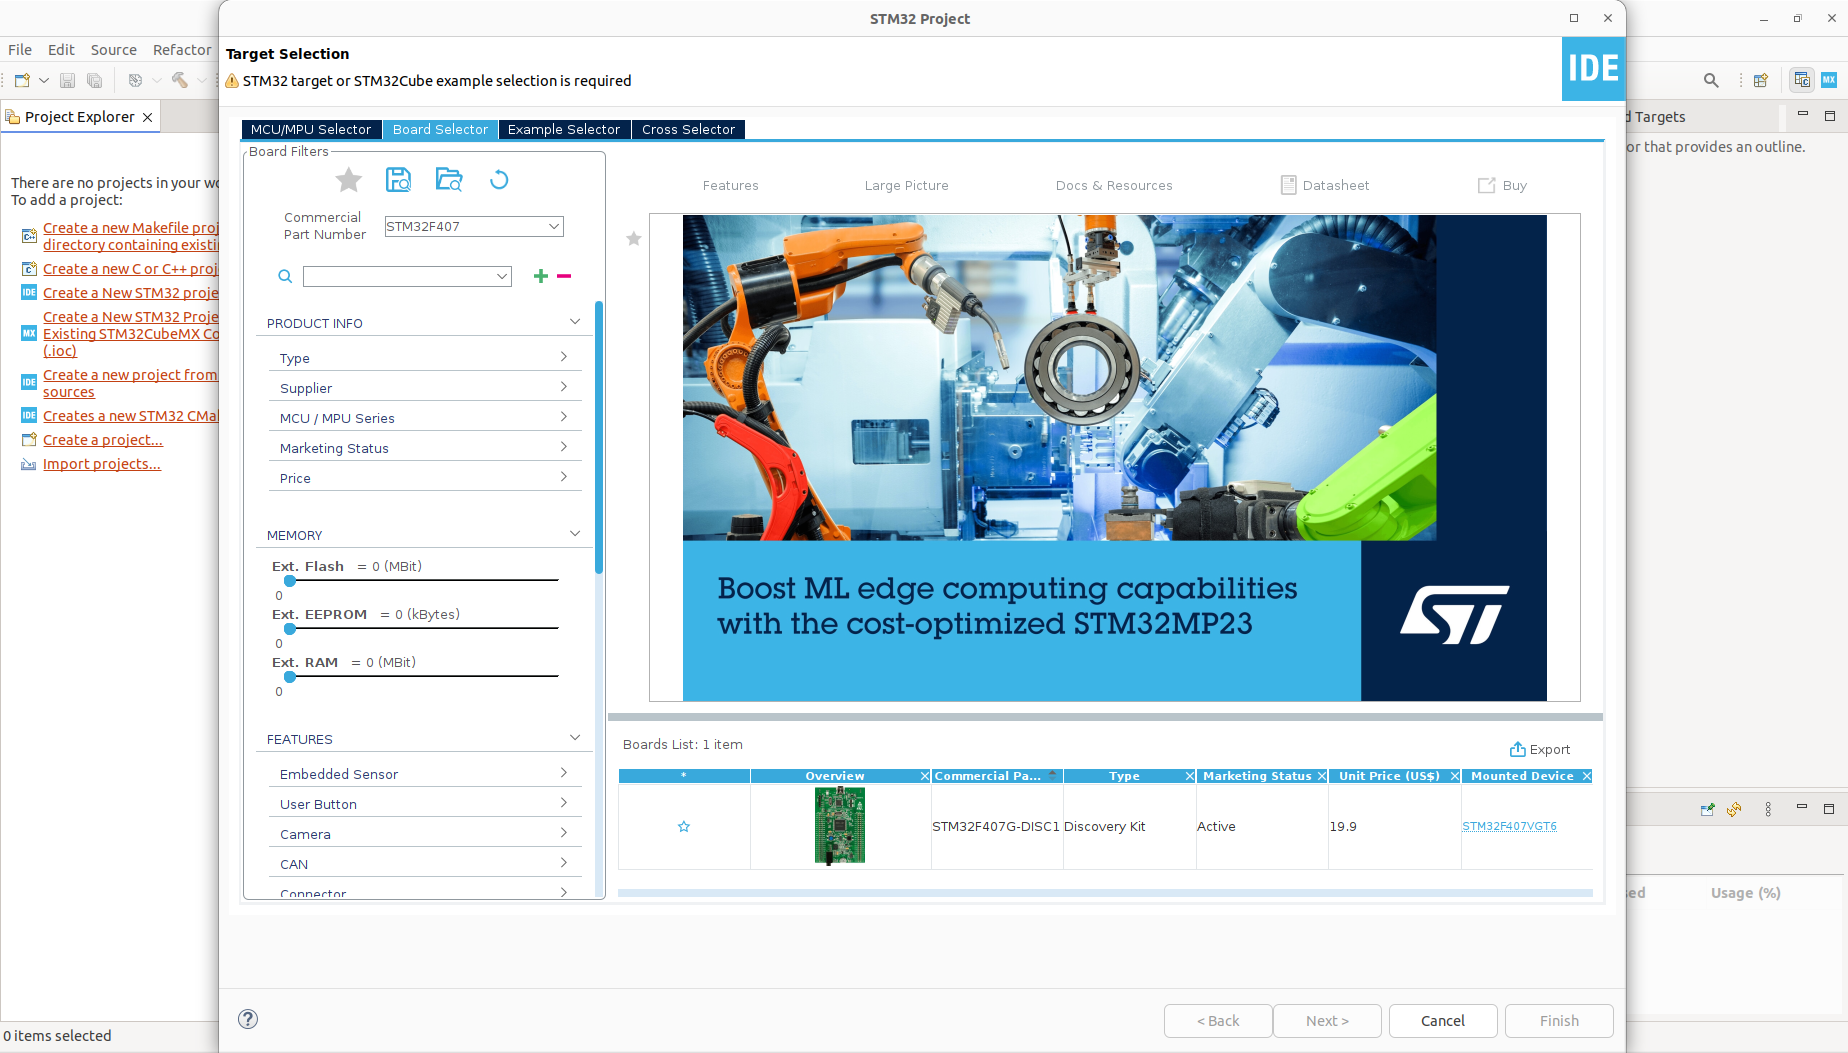 STM32 Project
File Edit Source Refactor
Target Selection
STM32 target or STM32Cube example selection is required
IDE
MX
Project Explorer
There are no projects in your wo
To add a project:
Create a new Makefile proj
directory containing existi
Create a new C or C++ proj
IDE Create a New STM32 proje
Create a New STM32 Proje
MX Existing STM32CubeMX Co
(.ioc)
IDE Create a new project from
sources
IDE Creates a new STM32 CMa
Create a project...
Import projects...
0 items selected
MCU/MPU Selector Board Selector Example Selector Cross Selector
Board Filters
Commercial
Part Number
STM32F407
PRODUCT INFO
Type
Supplier
MCU / MPU Series
Marketing Status
Price
MEMORY
Ext. Flash = 0 (MBit)
0
Ext. EEPROM = 0 (kBytes)
0
Ext. RAM = 0 (MBit)
0
FEATURES
Embedded Sensor
User Button
Camera
CAN
Connector
Features Large Picture Docs & Resources Datasheet Buy
Boost ML edge computing capabilities
with the cost-optimized STM32MP23
ST
Boards List: 1 item
Export
* Overview Commercial Pa... Type Marketing Status Unit Price (US$) Mounted Device
STM32F407G-DISC1 Discovery Kit Active 19.9 STM32F407VGT6
< Back Next > Cancel Finish
d Targets
or that provides an outline.
sed Usage (%)